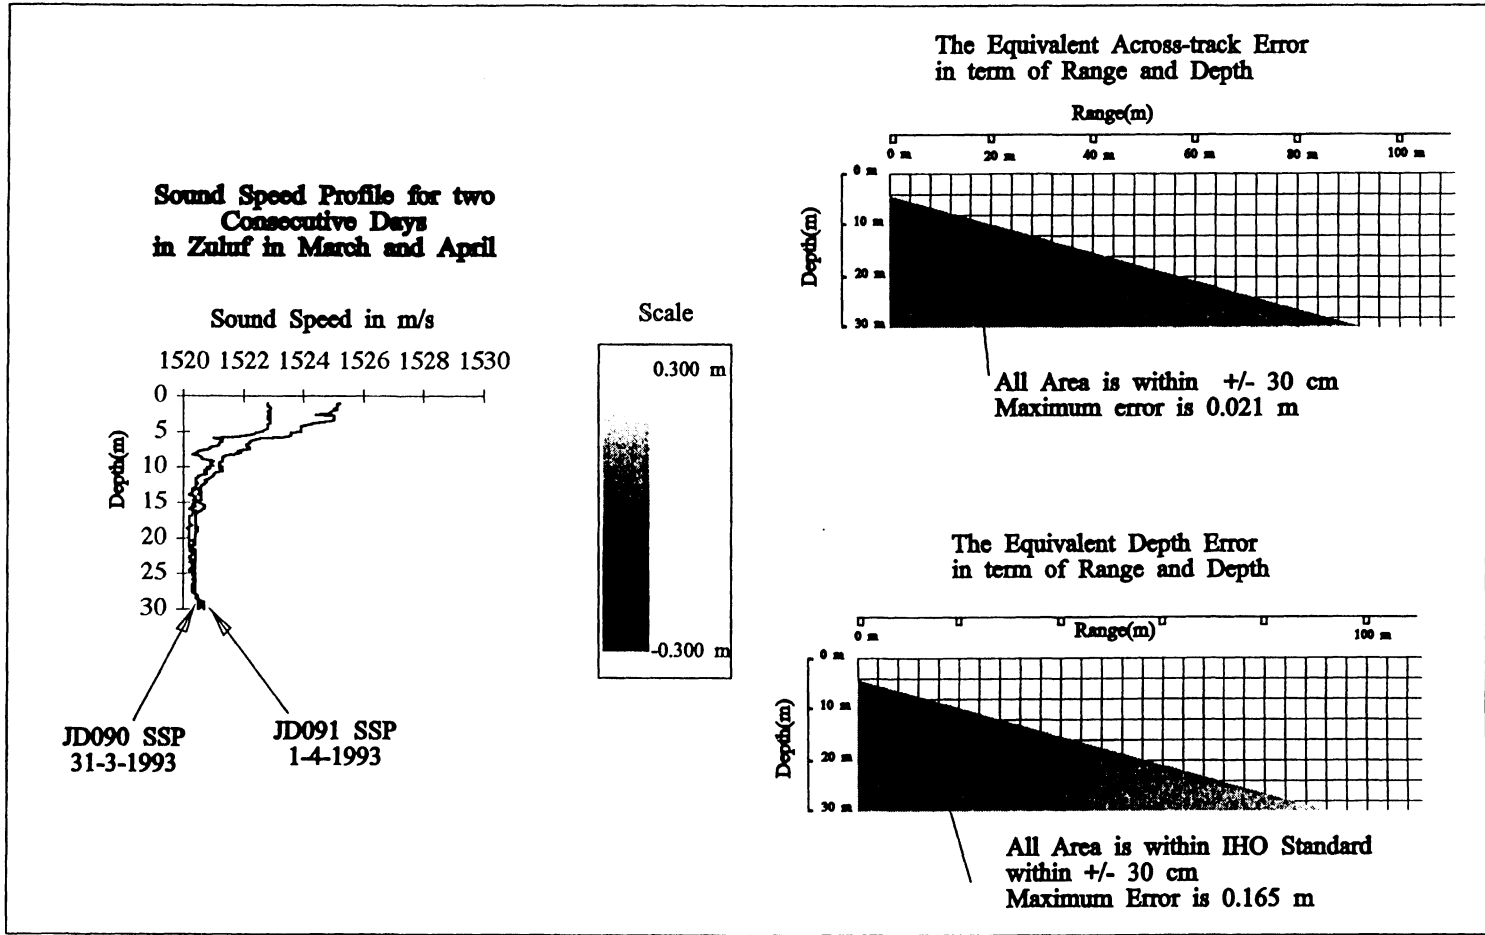 The Equivalent Across-track Error
in term of Range and Depth
Range(m)
0 m 20 m 40 m 60 m 80 m 100 m
Depth(m)
0 m
10 m
20 m
30 m
All Area is within +/- 30 cm
Maximum error is 0.021 m
Sound Speed Profile for two
Consecutive Days
in Zuluf in March and April
Sound Speed in m/s
1520 1522 1524 1526 1528 1530
Depth(m)
0
5
10
15
20
25
30
JD090 SSP
31-3-1993
JD091 SSP
1-4-1993
Scale
0.300 m
-0.300 m
The Equivalent Depth Error
in term of Range and Depth
0 m Range(m) 100 m
Depth(m)
0 m
10 m
20 m
30 m
All Area is within IHO Standard
within +/- 30 cm
Maximum Error is 0.165 m